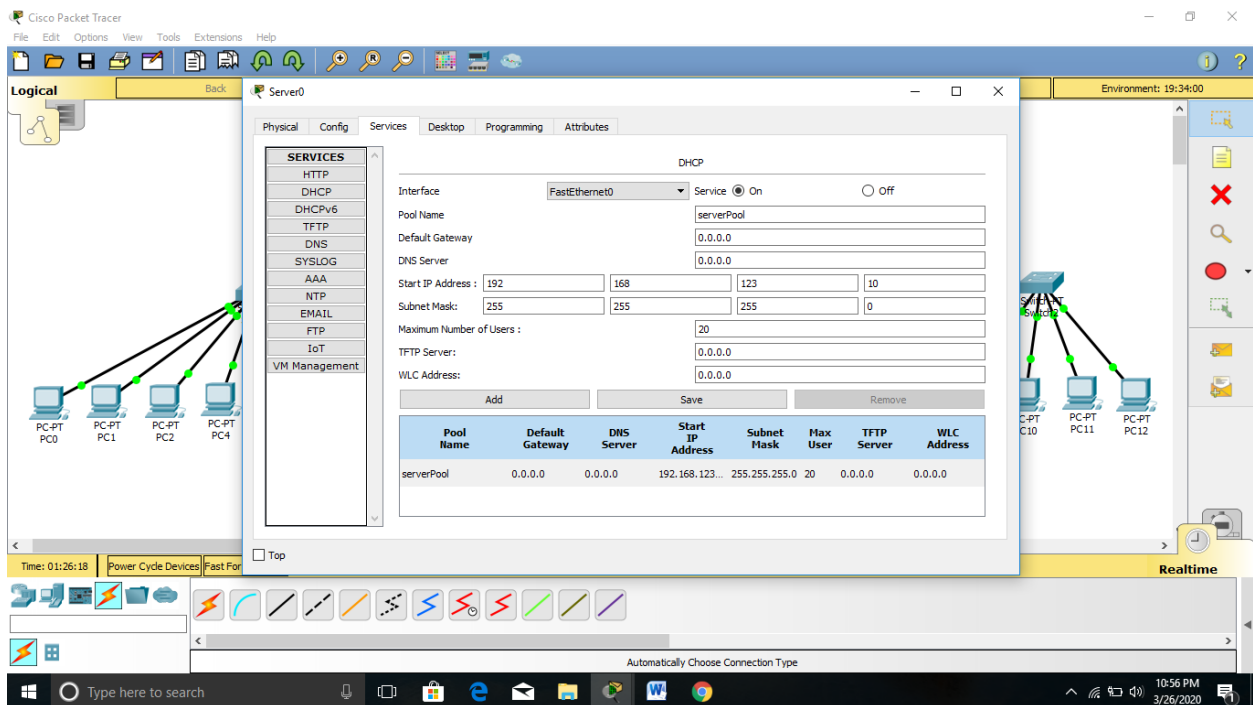 Cisco Packet Tracer
File Edit Options View Tools Extensions Help
Logical
Back
Environment: 19:34:00
Server0
Physical Config Services Desktop Programming Attributes
SERVICES
HTTP
DHCP
DHCPv6
TFTP
DNS
SYSLOG
AAA
NTP
EMAIL
FTP
IoT
VM Management
DHCP
Interface FastEthernet0 Service On Off
Pool Name serverPool
Default Gateway 0.0.0.0
DNS Server 0.0.0.0
Start IP Address : 192 168 123 10
Subnet Mask: 255 255 255 0
Maximum Number of Users : 20
TFTP Server: 0.0.0.0
WLC Address: 0.0.0.0
Add Save Remove
Pool Name Default Gateway DNS Server Start IP Address Subnet Mask Max User TFTP Server WLC Address
serverPool 0.0.0.0 0.0.0.0 192.168.123... 255.255.255.0 20 0.0.0.0 0.0.0.0
Top
PC-PT
PC0
PC-PT
PC1
PC-PT
PC2
PC-PT
PC4
Switch-PT
Switch2
C-PT
C10
PC-PT
PC11
PC-PT
PC12
Time: 01:26:18 Power Cycle Devices Fast For
Realtime
Automatically Choose Connection Type
Type here to search
10:56 PM
3/26/2020